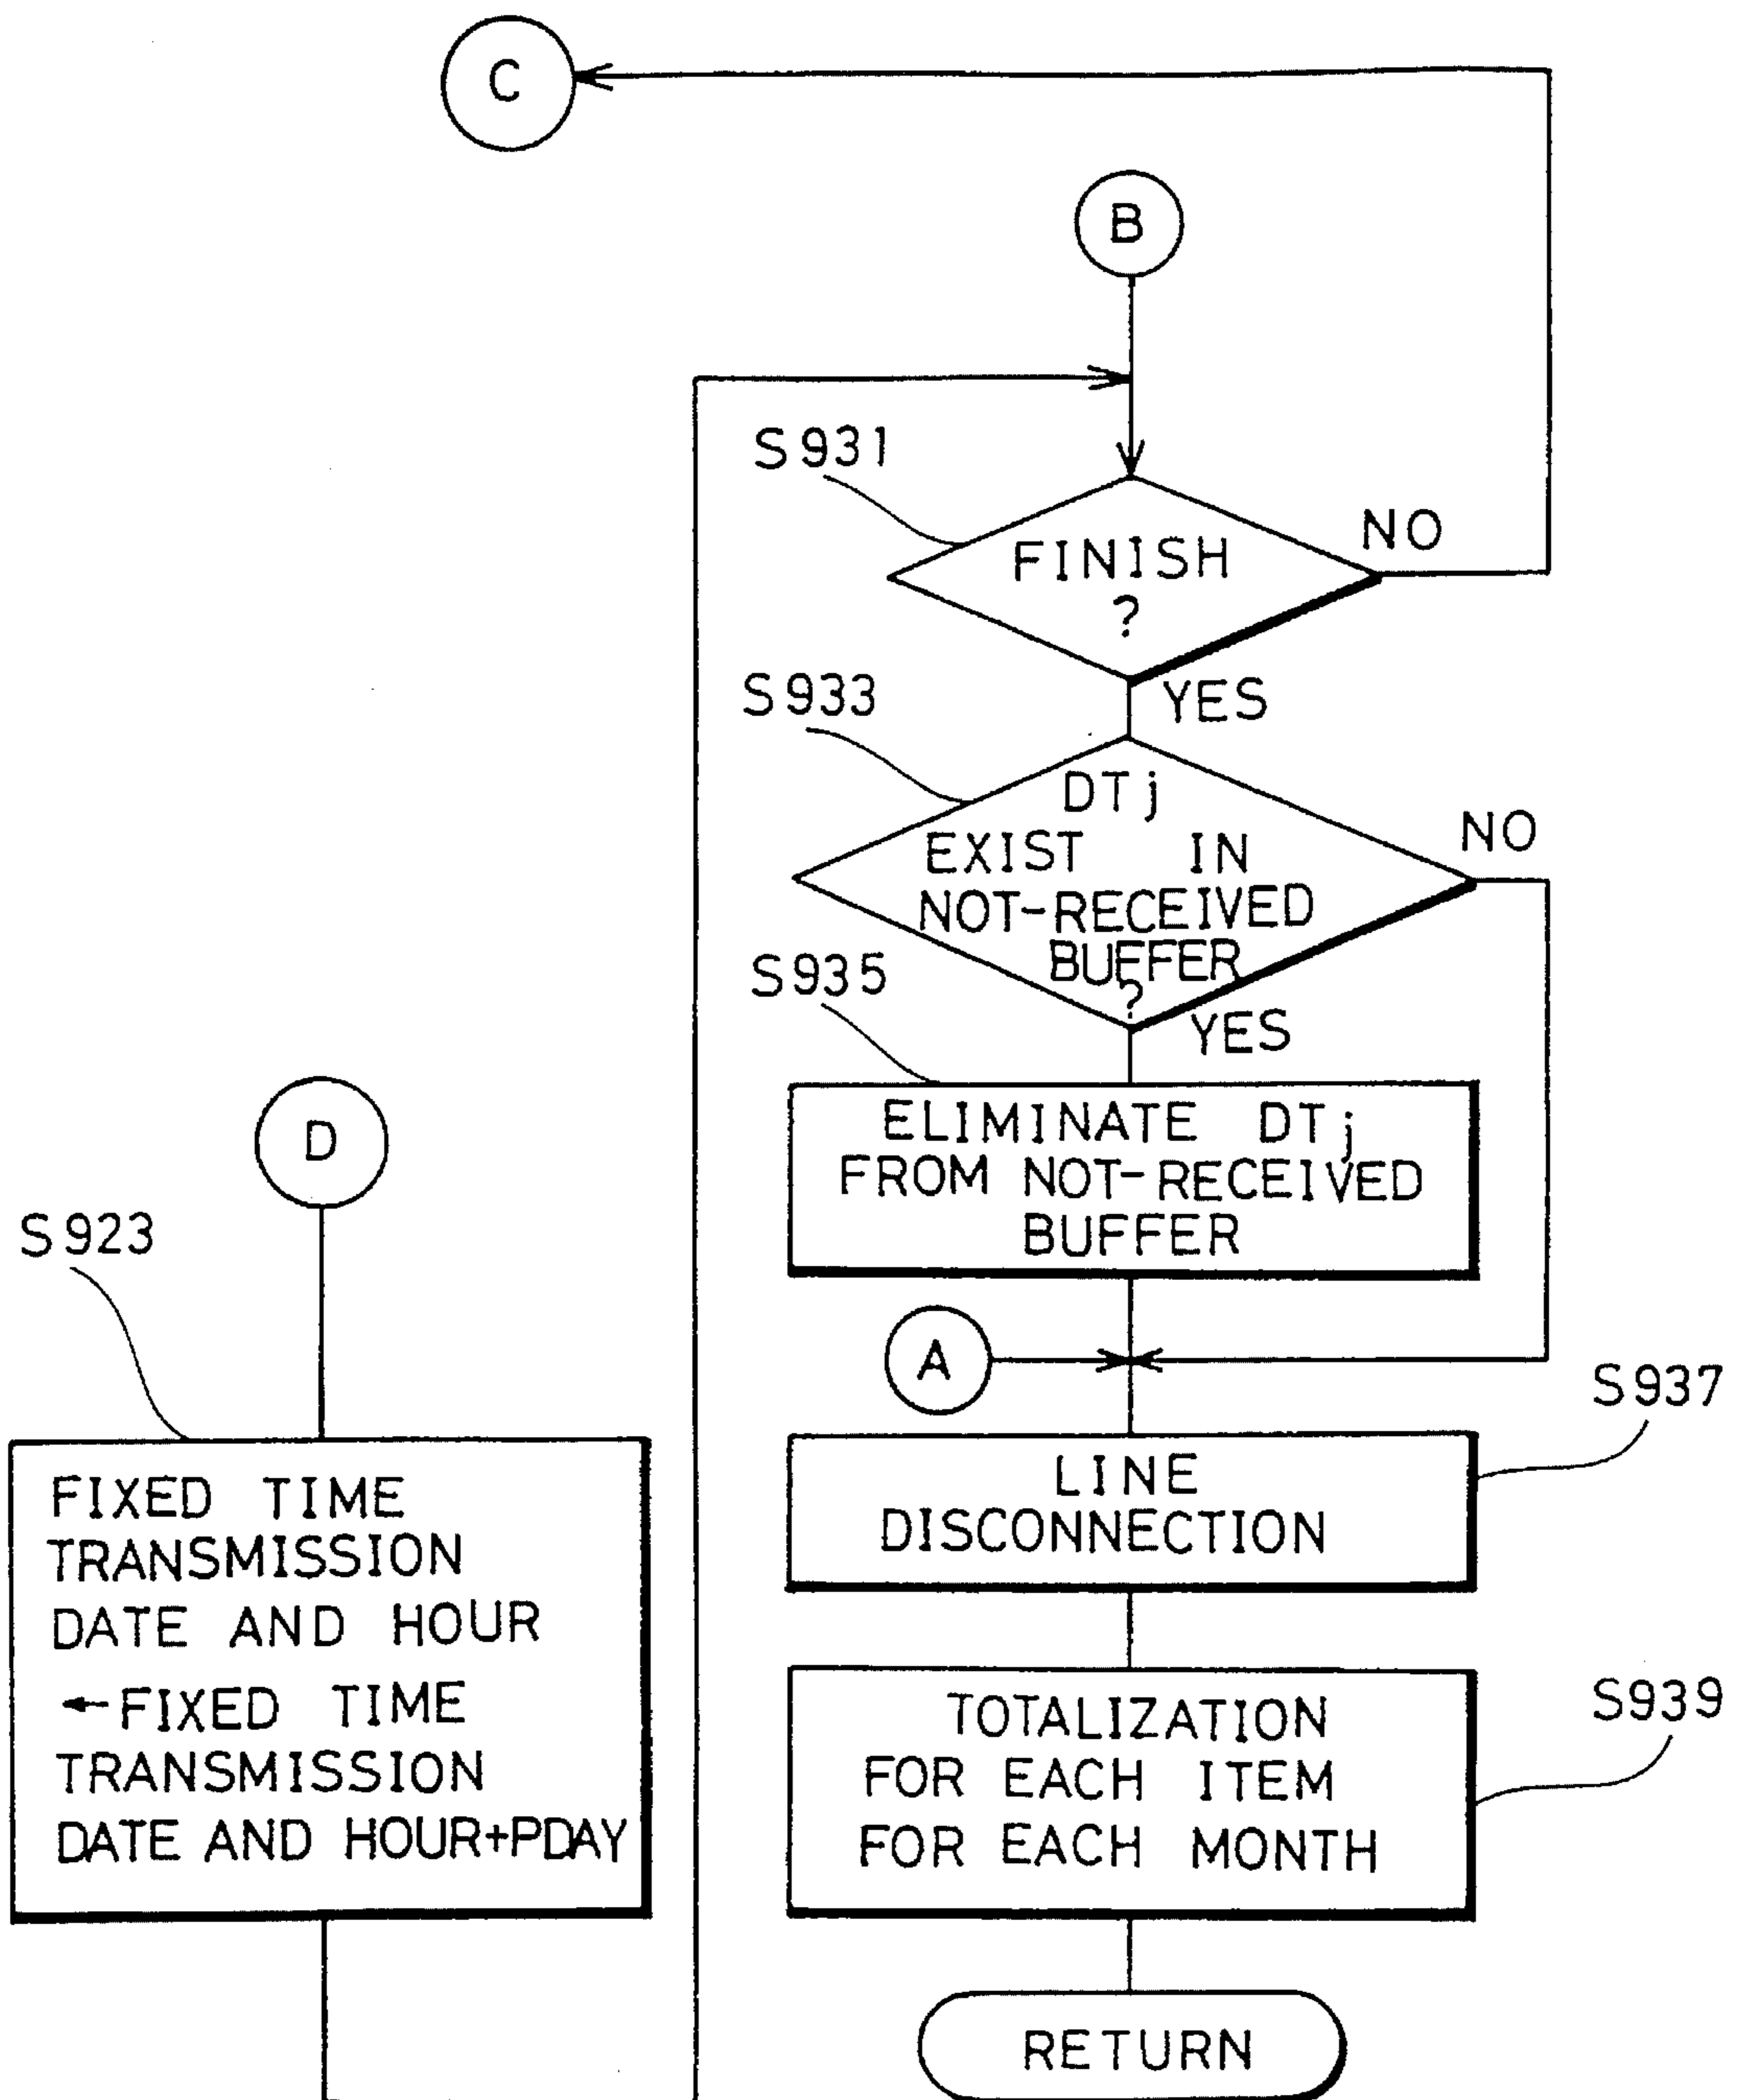 C
B
S931
FINISH
?
NO
YES
S933
DTj
EXIST IN
NOT-RECEIVED
BUFFER
?
NO
YES
S935
ELIMINATE DTj
FROM NOT-RECEIVED
BUFFER
D
S923
A
S937
FIXED TIME
TRANSMISSION
DATE AND HOUR
←FIXED TIME
TRANSMISSION
DATE AND HOUR+PDAY
LINE
DISCONNECTION
S939
TOTALIZATION
FOR EACH ITEM
FOR EACH MONTH
RETURN